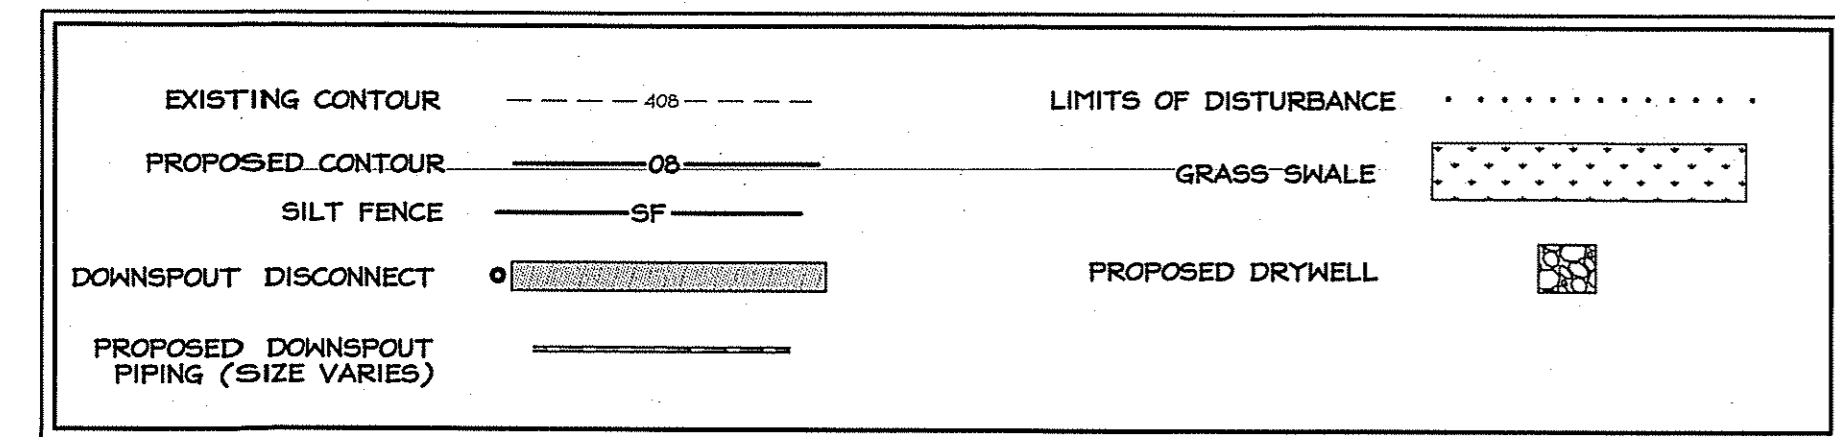 EXISTING CONTOUR 408
PROPOSED CONTOUR 08
SILT FENCE SF
DOWNSPOUT DISCONNECT
PROPOSED DOWNSPOUT
PIPING (SIZE VARIES)
LIMITS OF DISTURBANCE
GRASS SWALE
PROPOSED DRYWELL